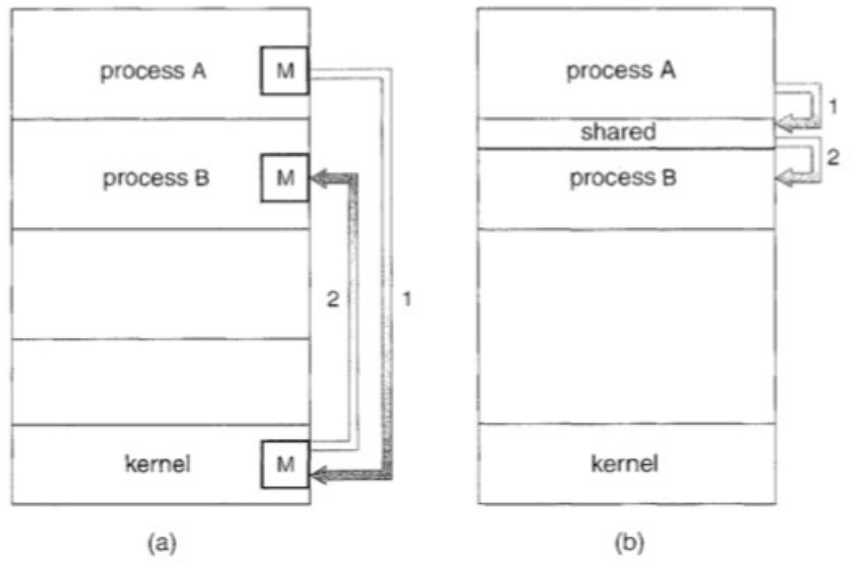 process A
M
process B
M
2
1
kernel
M
(a)
process A
1
shared
2
process B
kernel
(b)